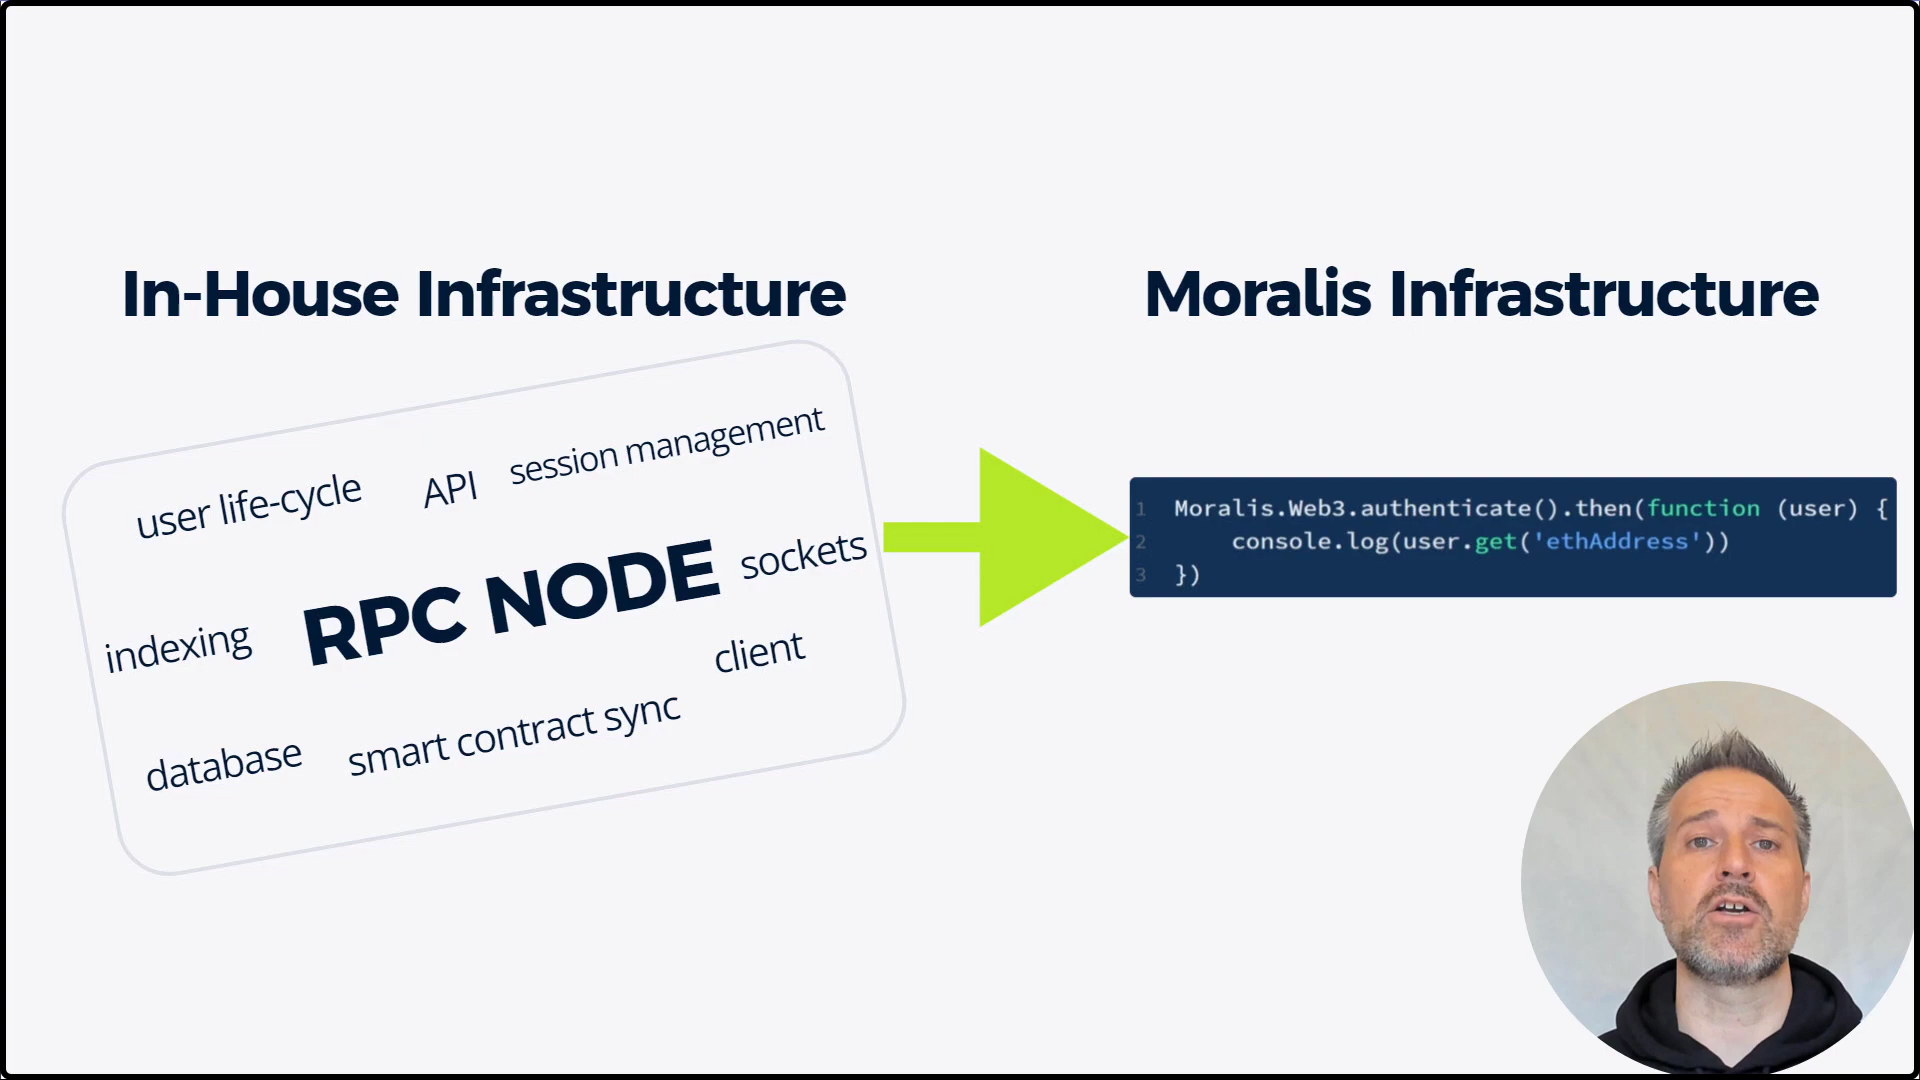 In-House Infrastructure
Moralis Infrastructure
user life-cycle
API
session management
RPC NODE
sockets
indexing
client
database
smart contract sync
1 Moralis.Web3.authenticate().then(function (user) {
2 console.log(user.get('ethAddress'))
3 })